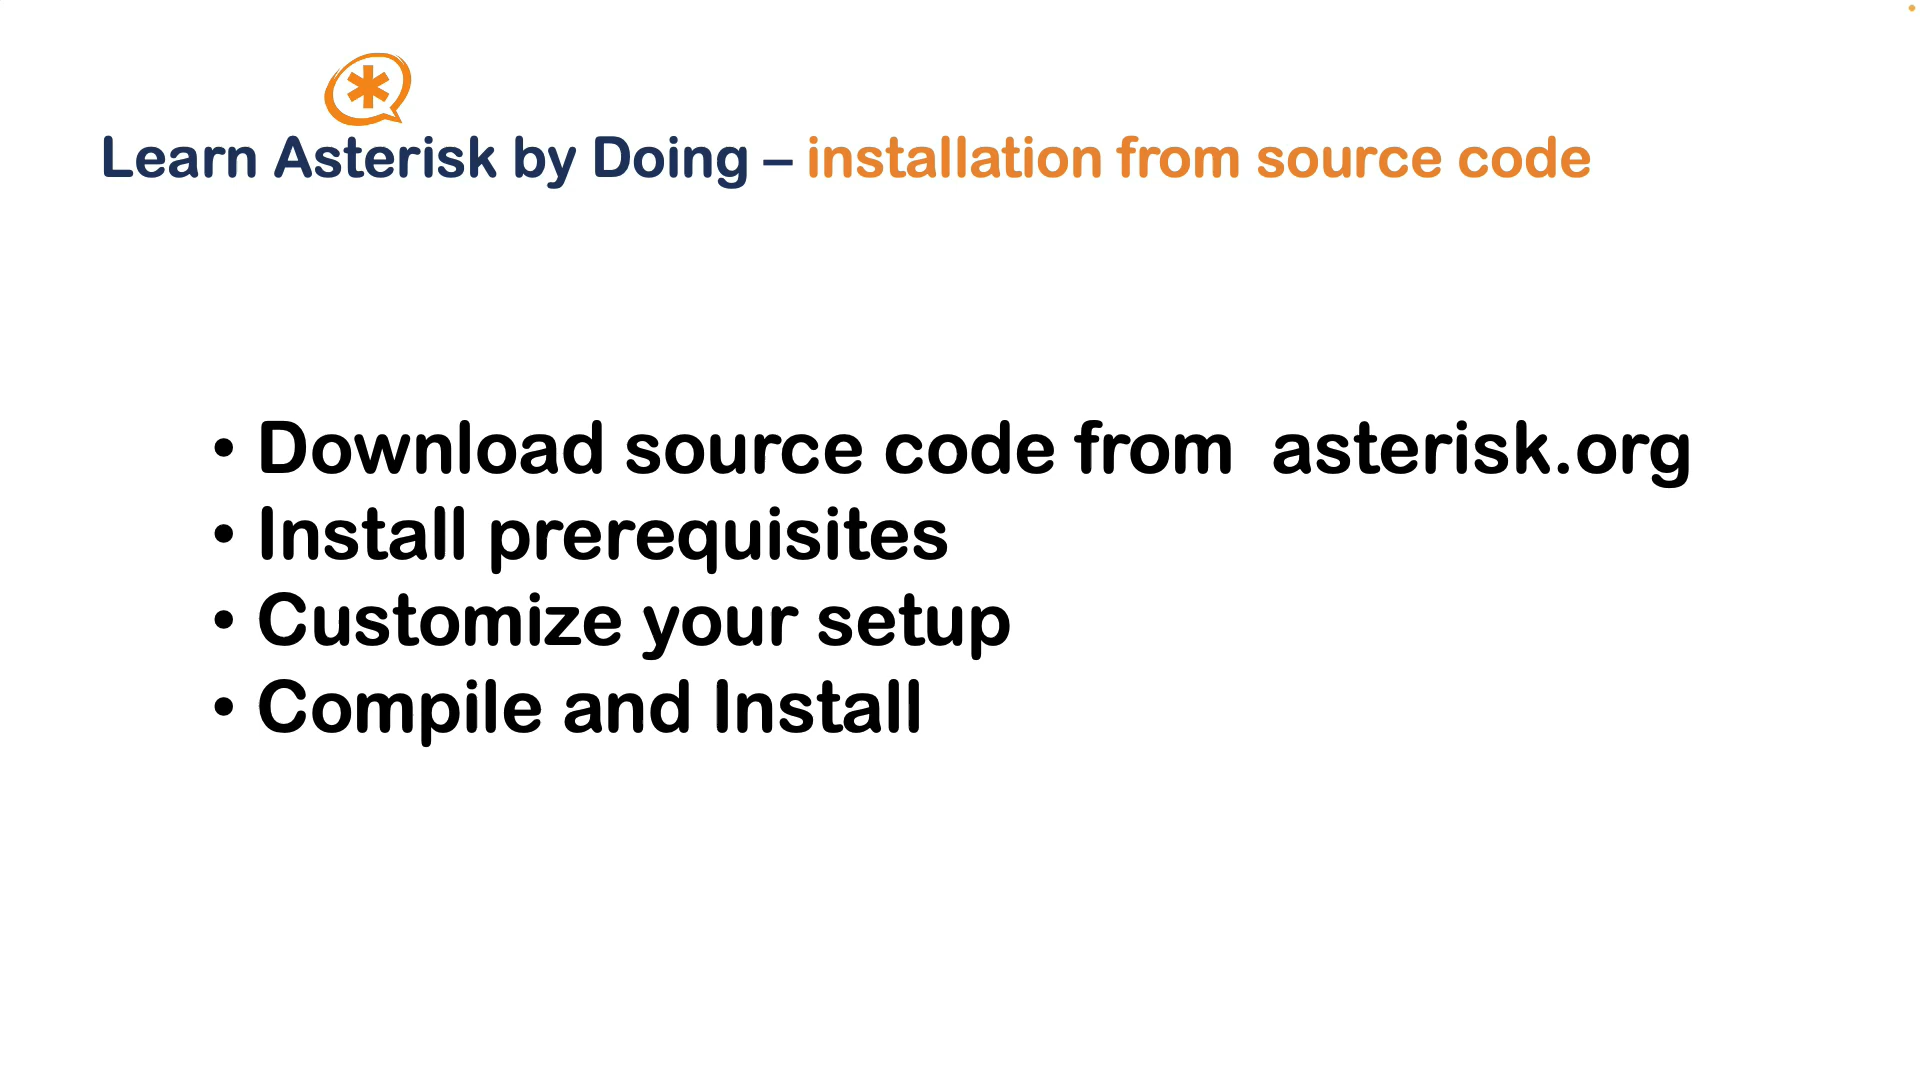 Learn Asterisk by Doing – installation from source code
• Download source code from  asterisk.org
• Install prerequisites
• Customize your setup
• Compile and Install